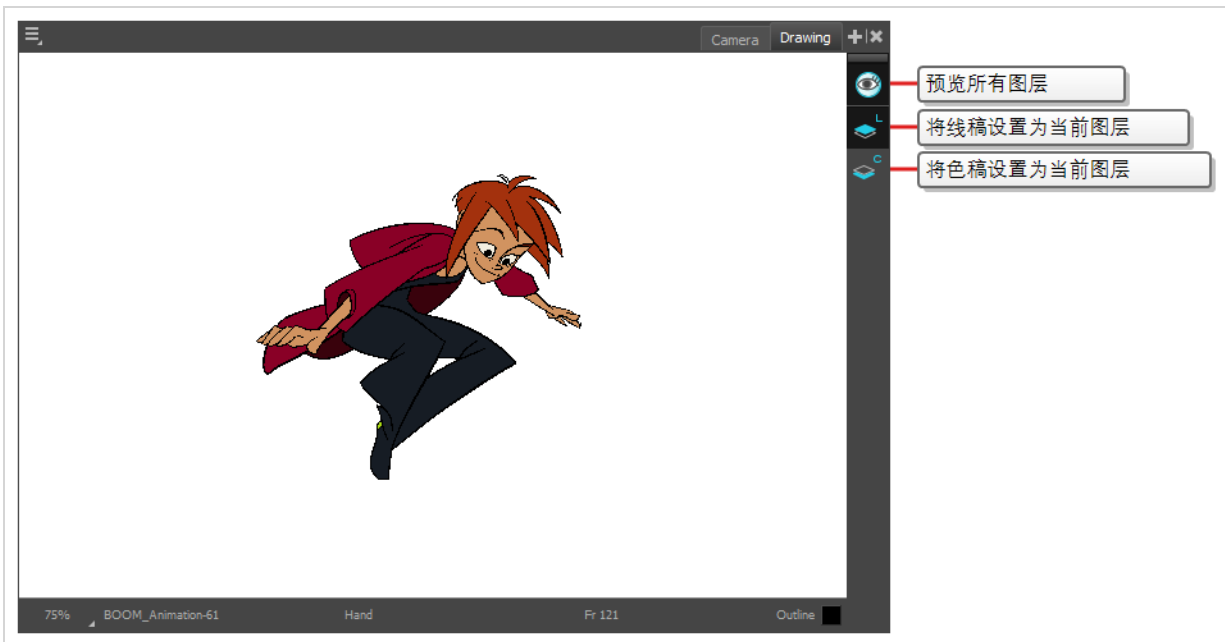 Camera Drawing
L
预览所有图层
将线稿设置为当前图层
C
将色稿设置为当前图层
75% BOOM_Animation-61 Hand Fr 121 Outline